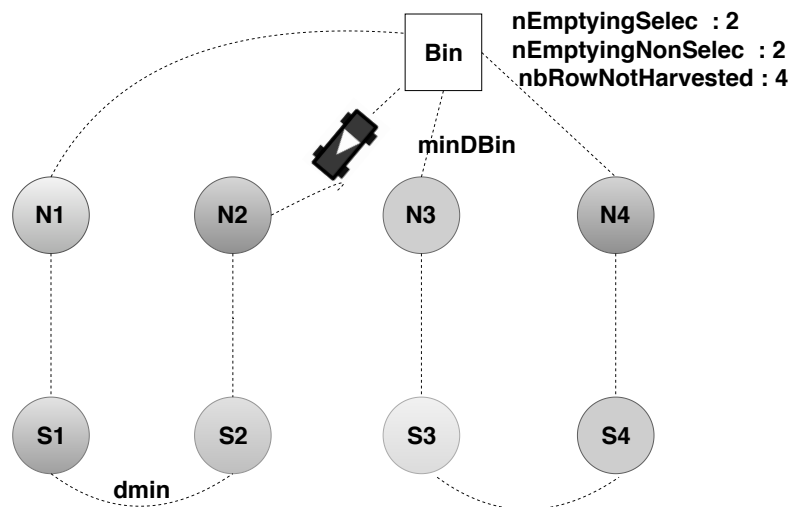 nEmptyingSelec : 2
Bin
nEmptyingNonSelec : 2
nbRowNotHarvested : 4
minDBin
N1 N2 N3 N4
S1 S2 S3 S4
dmin